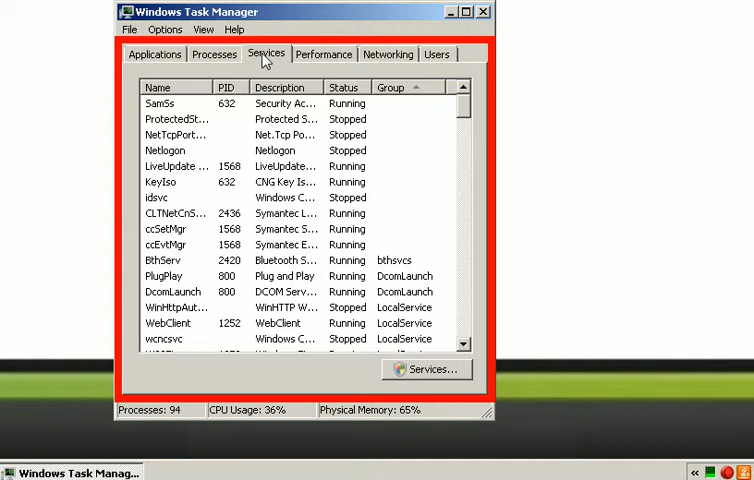 Windows Task Manager
File Options View Help
Applications Processes Services Performance Networking Users
Name PID Description Status Group
SamSs 632 Security Ac... Running
ProtectedSt... Protected S... Stopped
NetTcpPort... Net.Tcp Po... Stopped
Netlogon Netlogon Stopped
LiveUpdate ... 1568 LiveUpdate... Running
KeyIso 632 CNG Key Is... Running
idsvc Windows C... Stopped
CLTNetCnS... 2436 Symantec L... Running
ccSetMgr 1568 Symantec S... Running
ccEvtMgr 1568 Symantec E... Running
BthServ 2420 Bluetooth S... Running bthsvcs
PlugPlay 800 Plug and Play Running DcomLaunch
DcomLaunch 800 DCOM Serv... Running DcomLaunch
WinHttpAut... WinHTTP W... Stopped LocalService
WebClient 1252 WebClient Running LocalService
wcncsvc Windows C... Stopped LocalService
Services...
Processes: 94 CPU Usage: 36% Physical Memory: 65%
Windows Task Manag... «